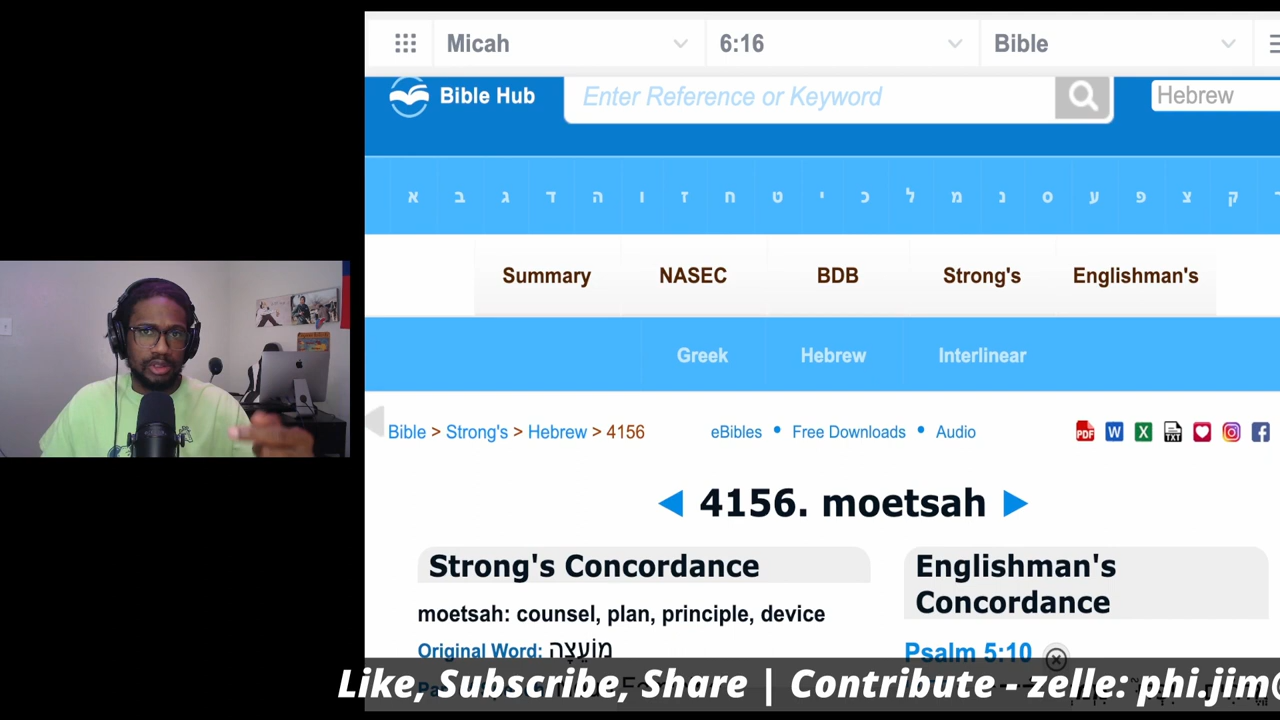 Micah
6:16
Bible
Bible Hub
Enter Reference or Keyword
Hebrew
א ב ג ד ה ו ז ח ט י כ ל מ נ ס ע פ צ ק
Summary NASEC BDB Strong's Englishman's
Greek Hebrew Interlinear
Bible > Strong's > Hebrew > 4156
eBibles • Free Downloads • Audio
PDF W X TXT
4156. moetsah
Strong's Concordance
moetsah: counsel, plan, principle, device
Original Word: מוֹעֵצָה
Englishman's
Concordance
Psalm 5:10
Like, Subscribe, Share | Contribute - zelle: phi.jim